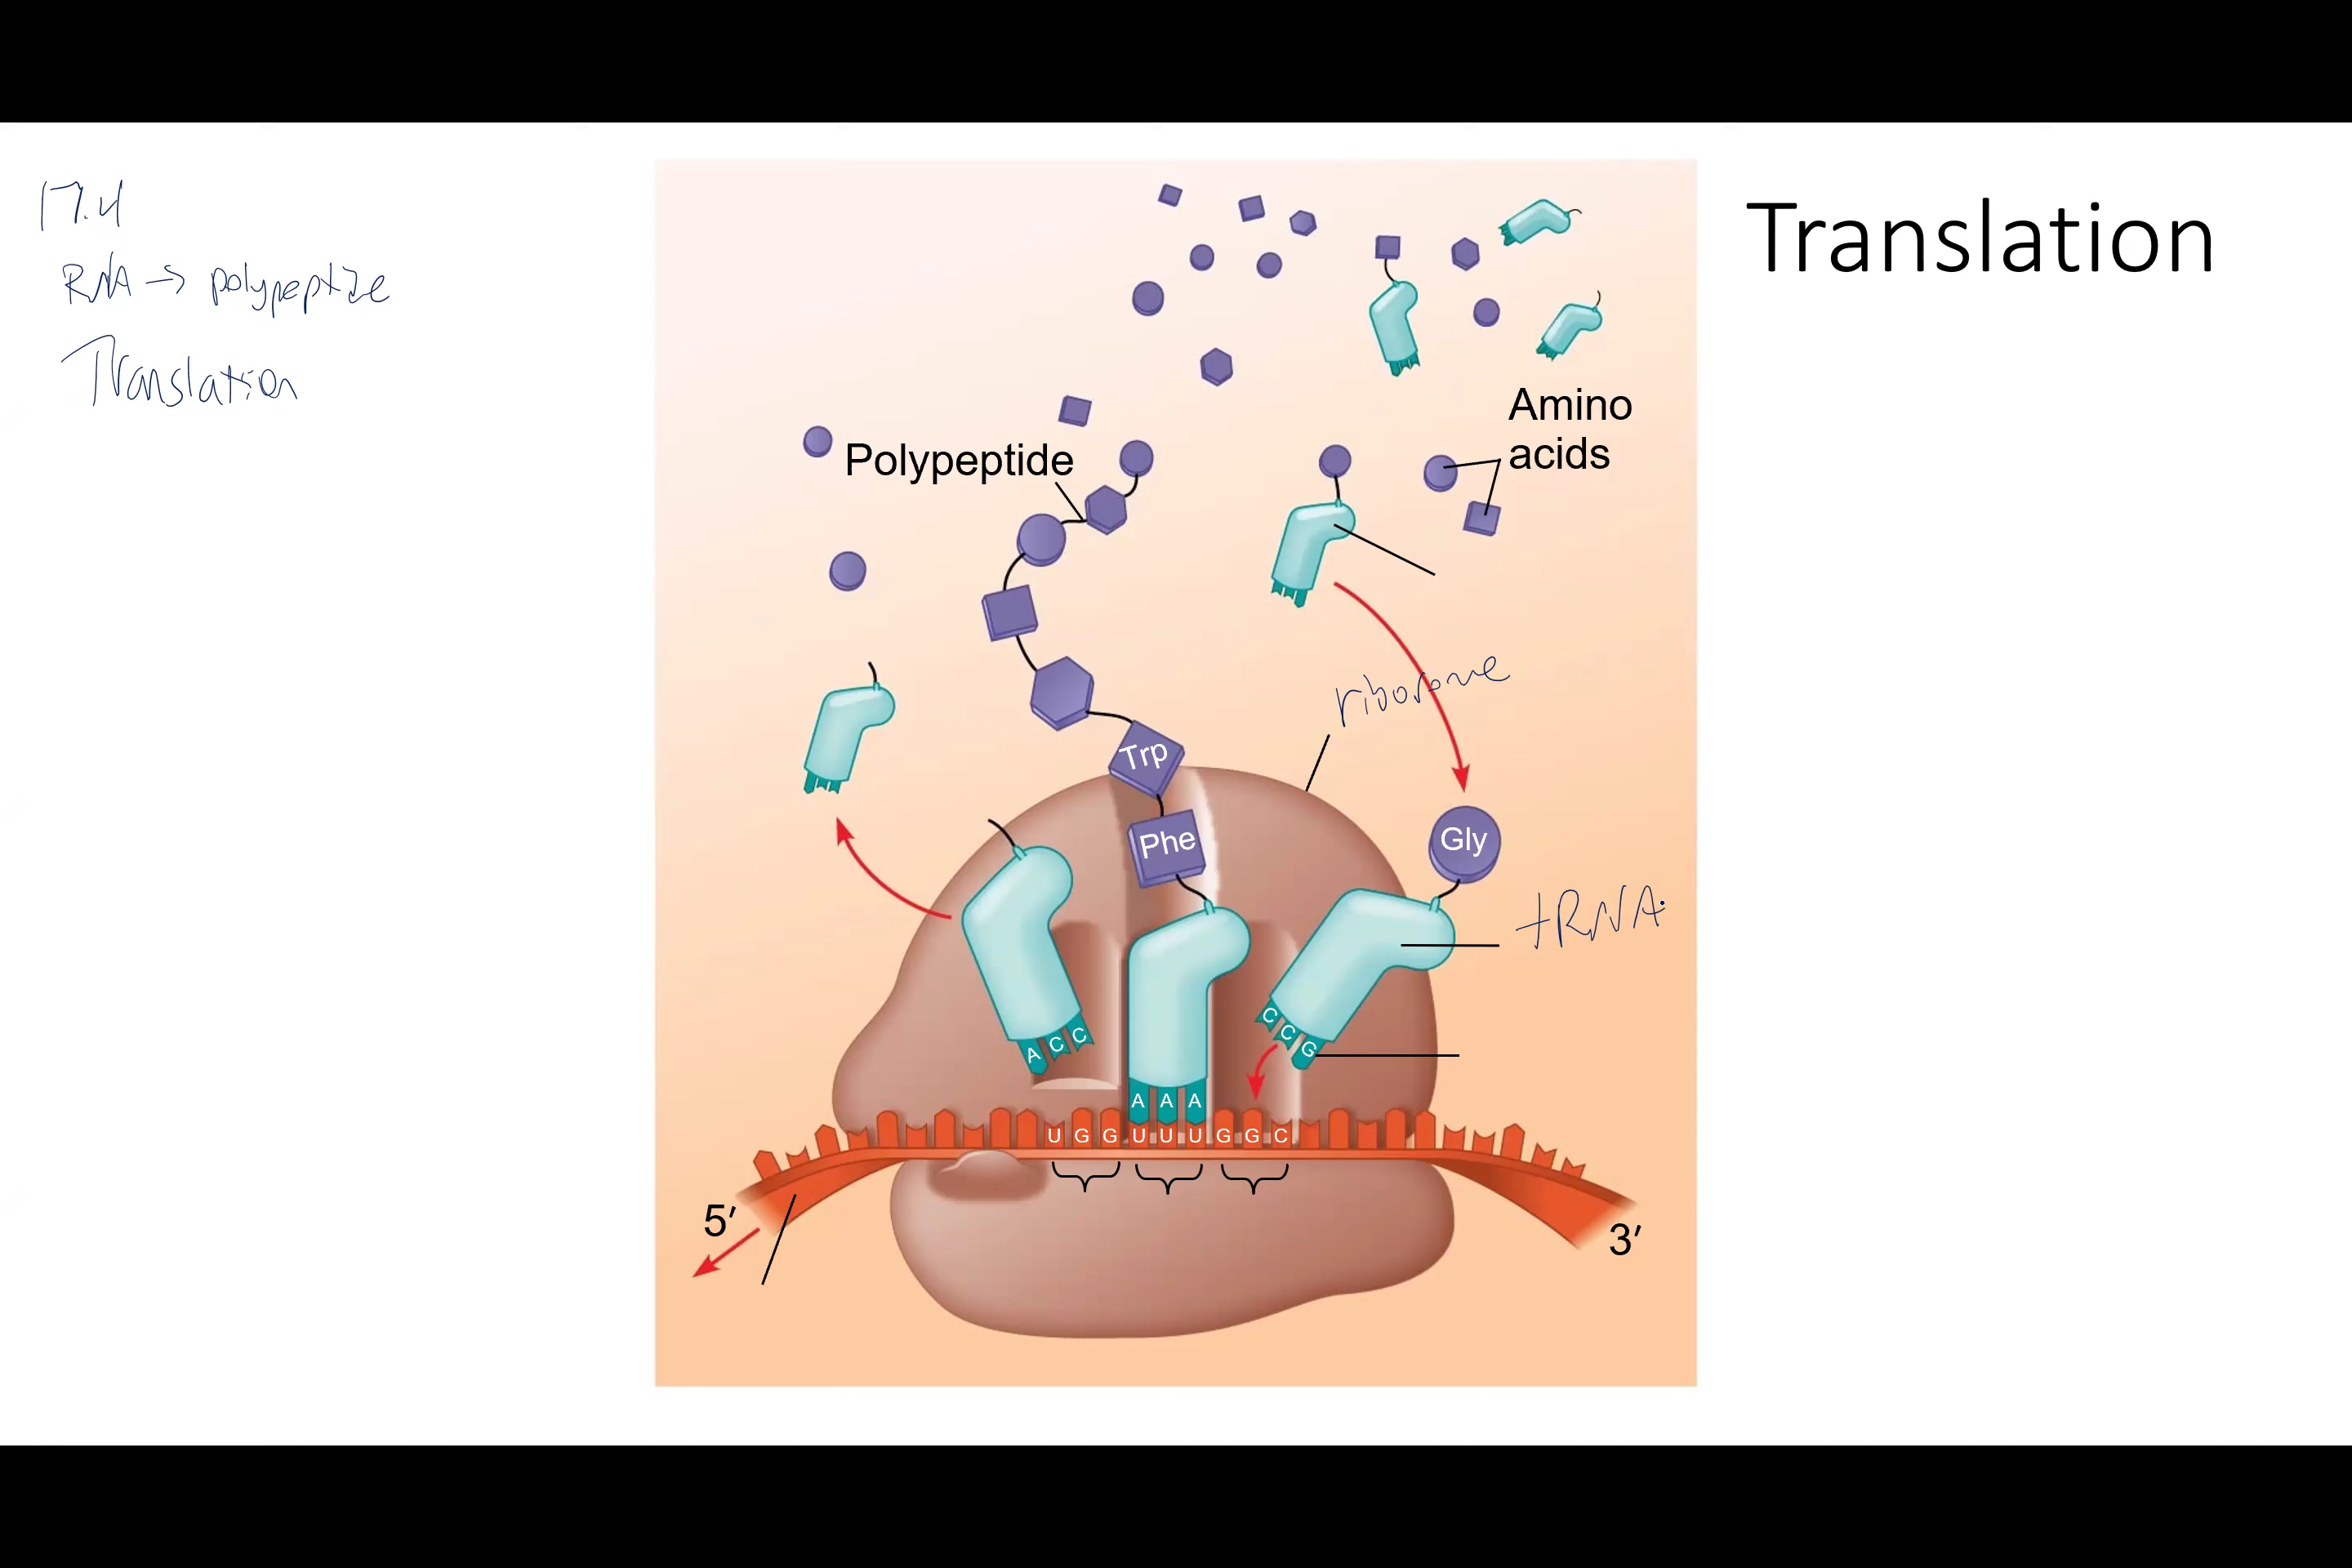 17.4
RNA → polypeptide
Translation
Translation
Amino
acids
Polypeptide
ribosome
Trp
Phe
Gly
tRNA
A C C
C C G
A A A
U G G U U U G G C
5′
3′